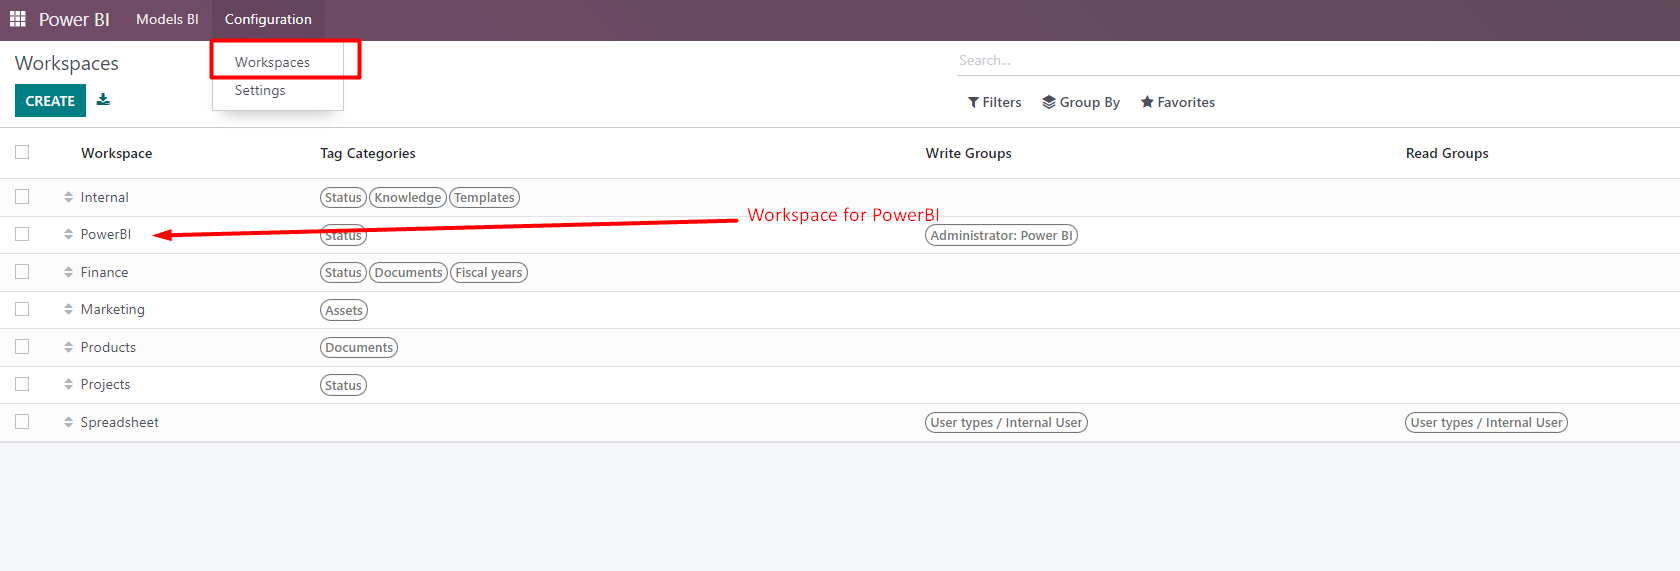 Power BI Models BI Configuration
Workspaces
Workspaces
Settings
Search...
CREATE
Filters Group By Favorites
Workspace Tag Categories Write Groups Read Groups
Internal Status Knowledge Templates
Workspace for PowerBI
PowerBI Status Administrator: Power BI
Finance Status Documents Fiscal years
Marketing Assets
Products Documents
Projects Status
Spreadsheet User types / Internal User User types / Internal User